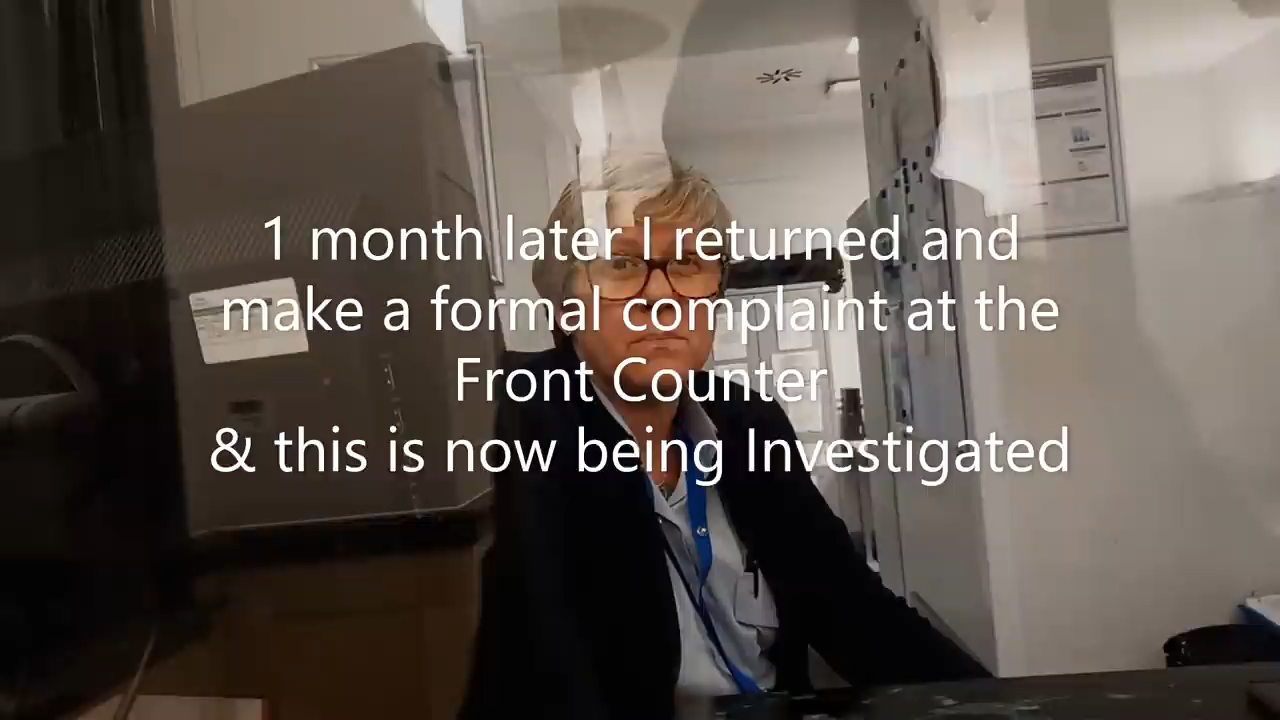 1 month later I returned and
make a formal complaint at the
Front Counter
& this is now being Investigated